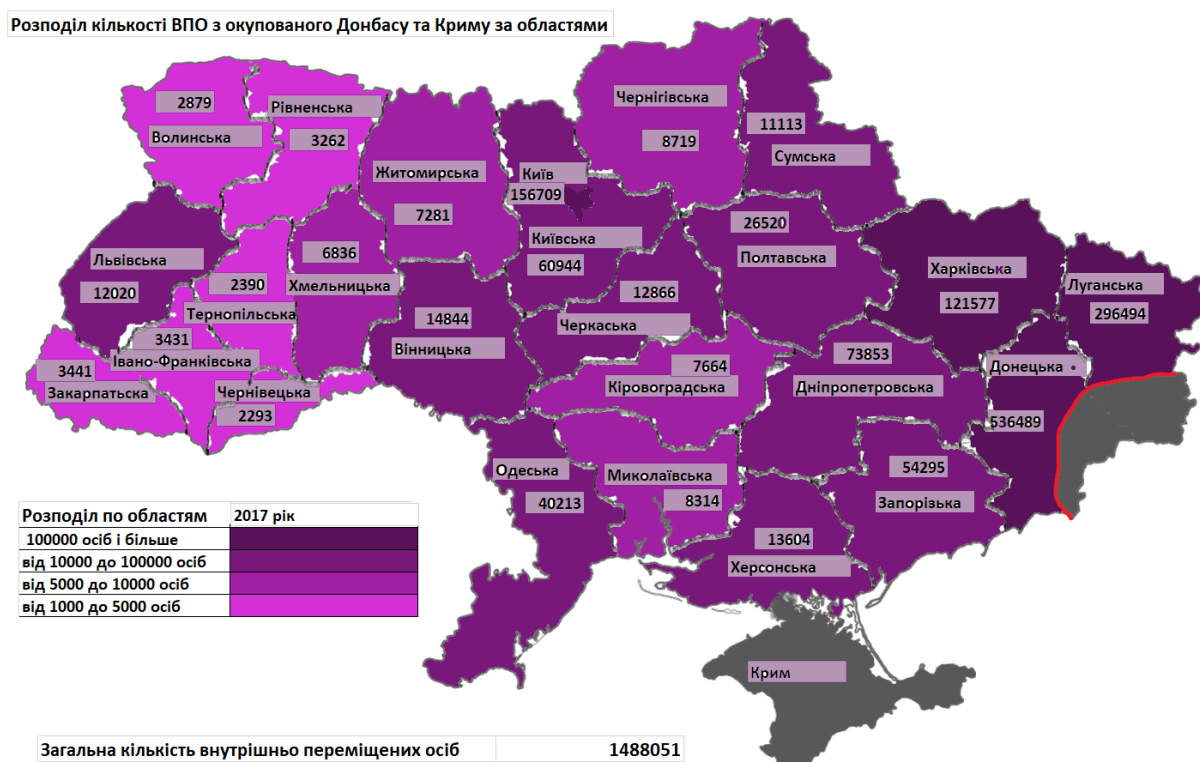 Розподіл кількості ВПО з окупованого Донбасу та Криму за областями
2879
Волинська
Рівненська
3262
Житомирська
7281
Київ
156709
Київська
60944
Чернігівська
8719
11113
Сумська
Львівська
12020
2390
Тернопільська
6836
Хмельницька
3431
Івано-Франківська
3441
Закарпатьска
Чернівецька
2293
14844
Вінницька
12866
Черкаська
26520
Полтавська
Харківська
121577
Луганська
296494
Донецька
536489
7664
Кіровоградська
73853
Дніпропетровська
Одеська
40213
Миколаївська
8314
54295
Запорізька
13604
Херсонська
Крим
Розподіл по областям 2017 рік
100000 осіб і більше
від 10000 до 100000 осіб
від 5000 до 10000 осіб
від 1000 до 5000 осіб
Загальна кількість внутрішньо переміщених осіб 1488051